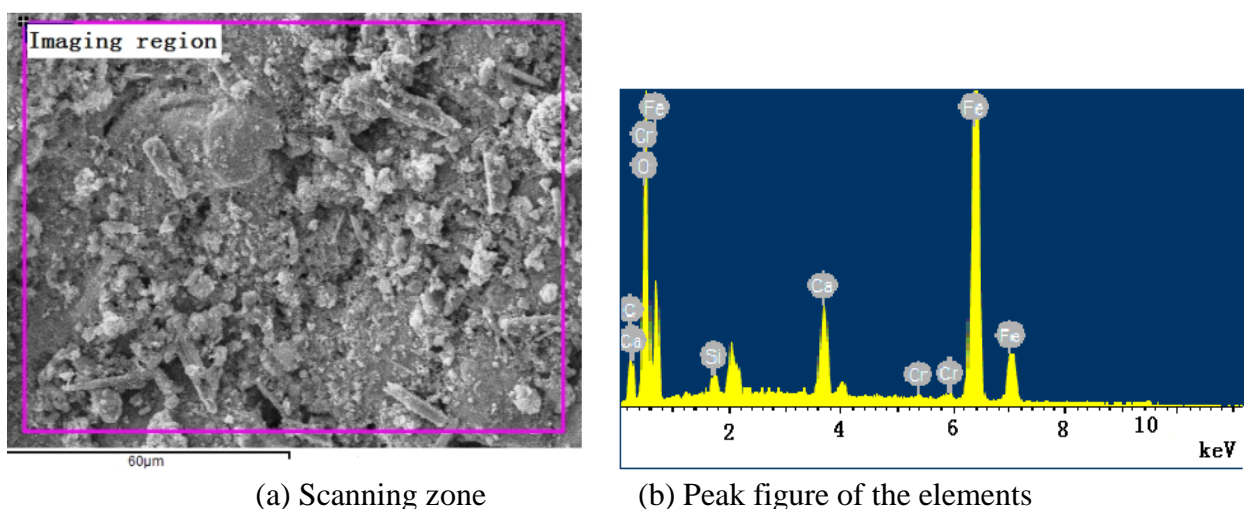 Imaging region
60µm
Fe
Cr
O
C
Ca
Si
Ca
Cr
Cr
Fe
Fe
2 4 6 8 10
keV
(a) Scanning zone (b) Peak figure of the elements